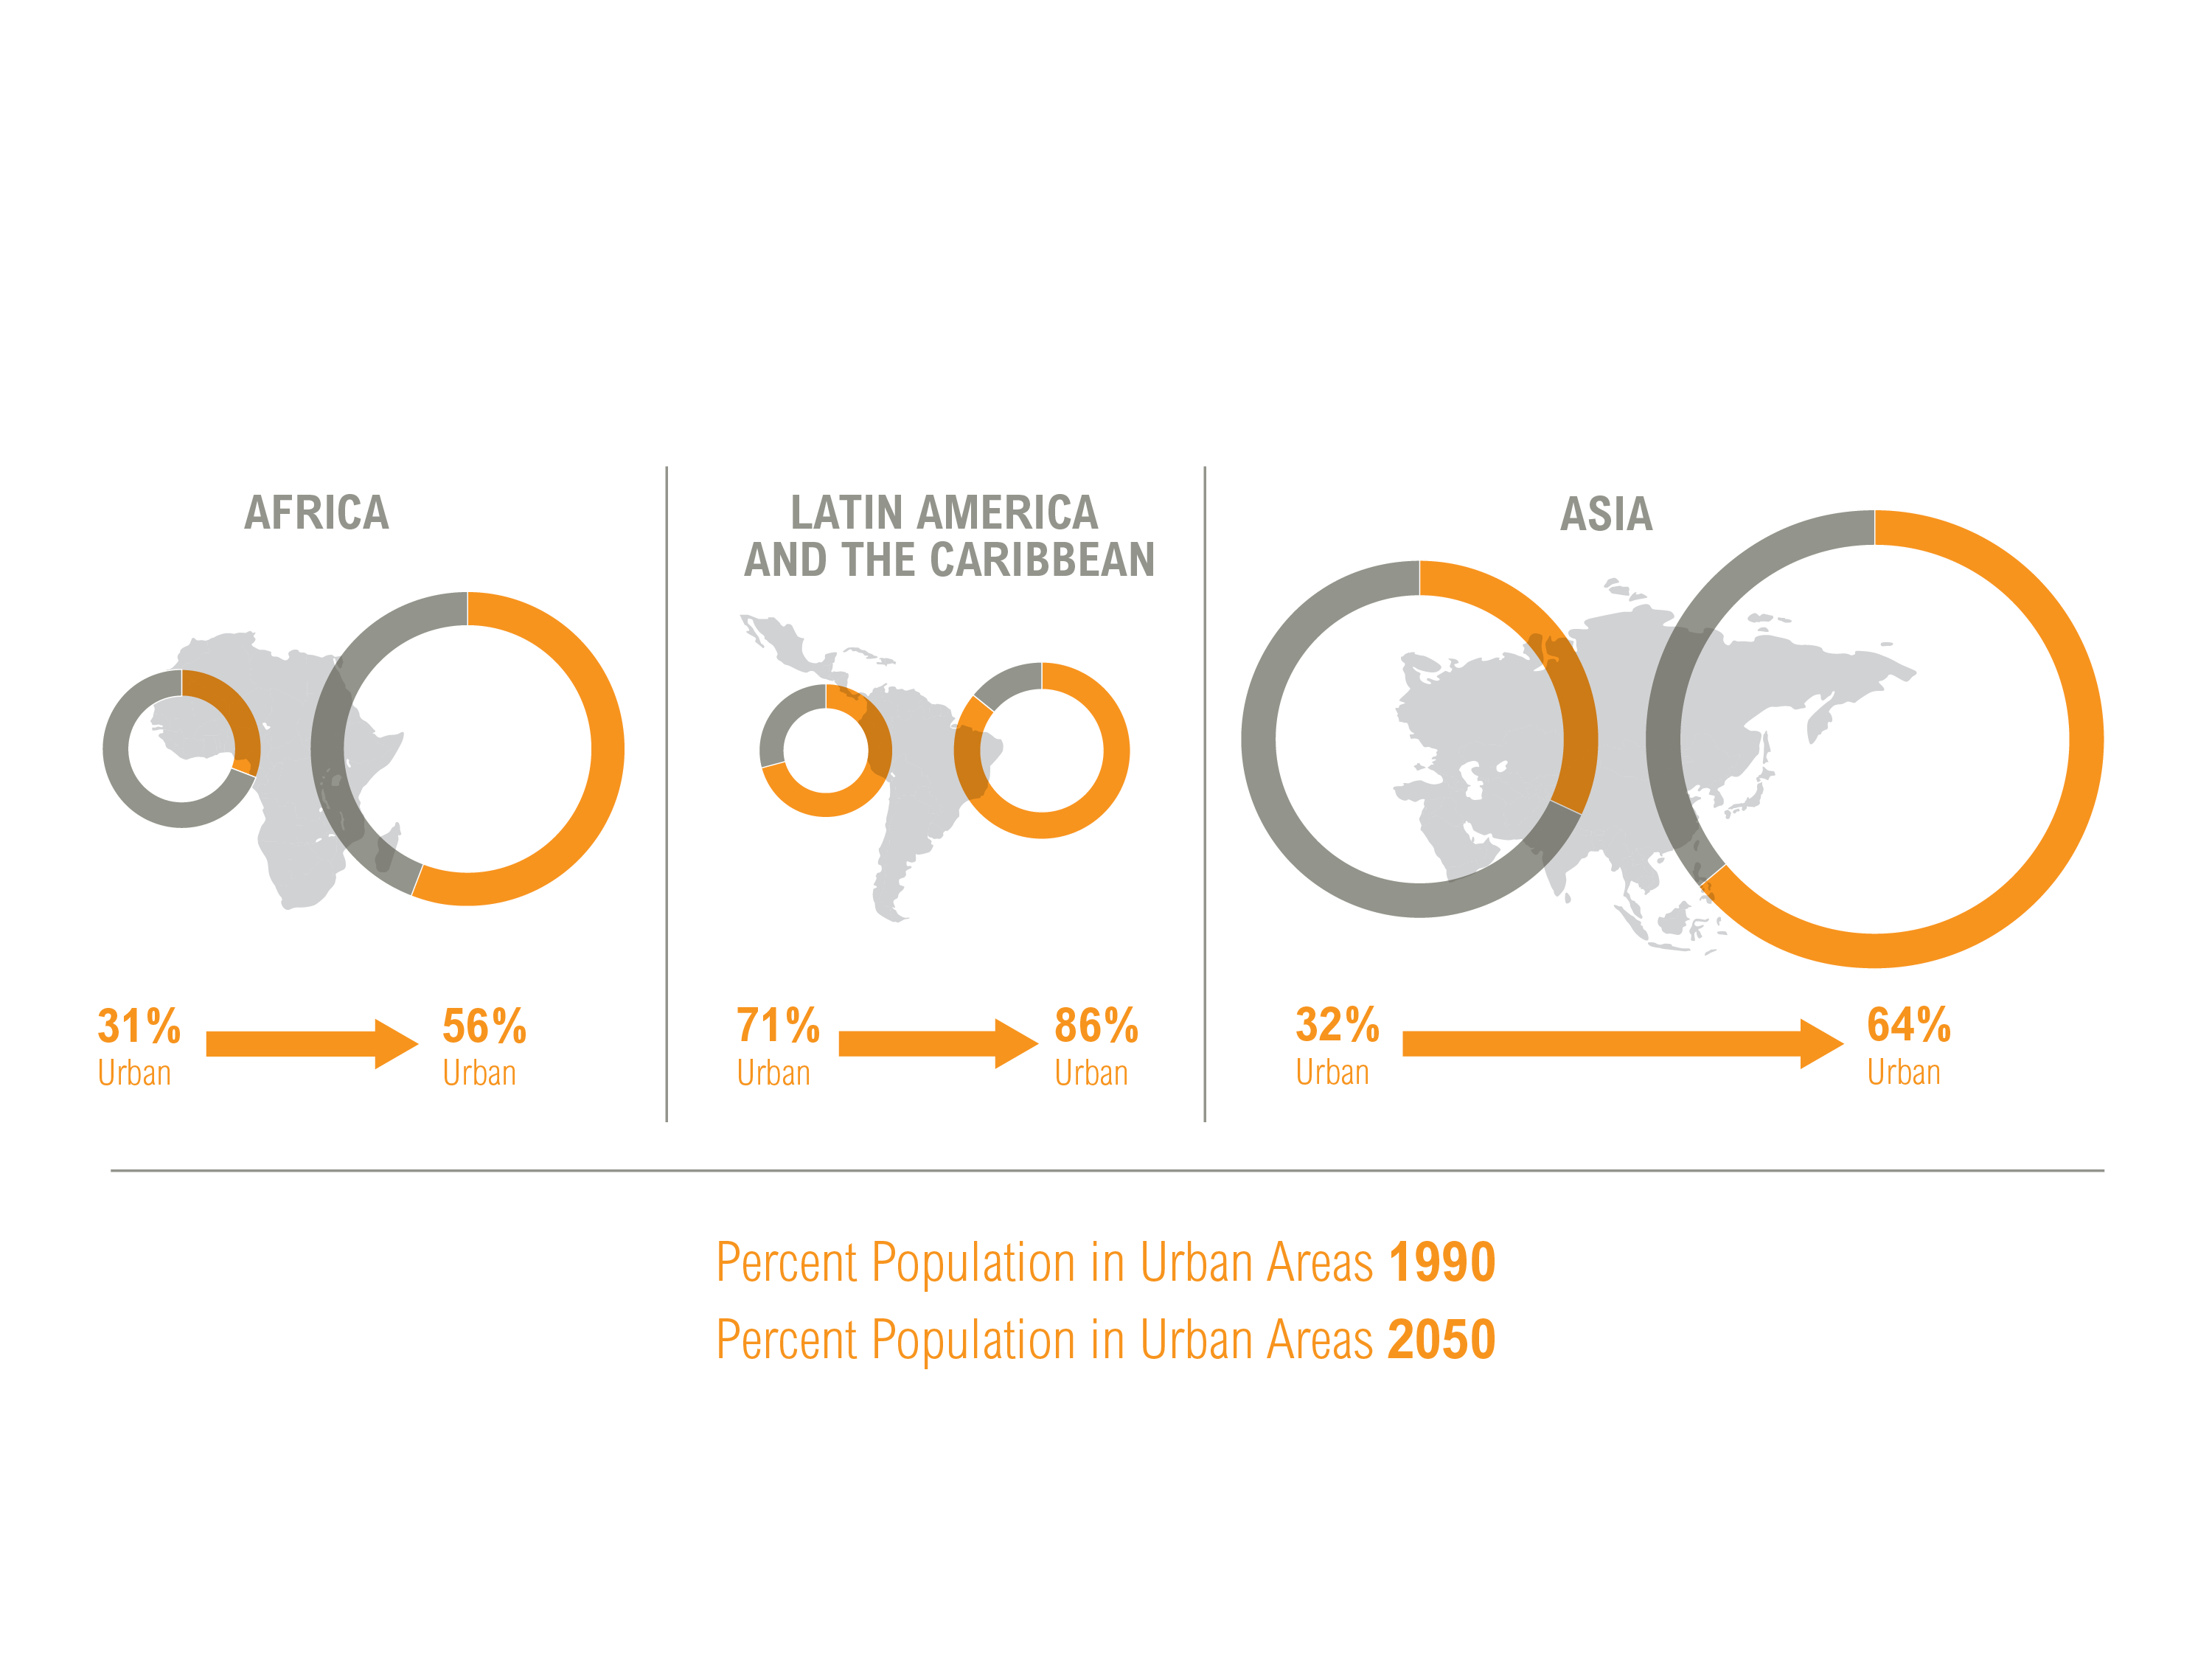 AFRICA
31%
Urban
56%
Urban
LATIN AMERICA
AND THE CARIBBEAN
71%
Urban
86%
Urban
ASIA
32%
Urban
64%
Urban
Percent Population in Urban Areas 1990
Percent Population in Urban Areas 2050